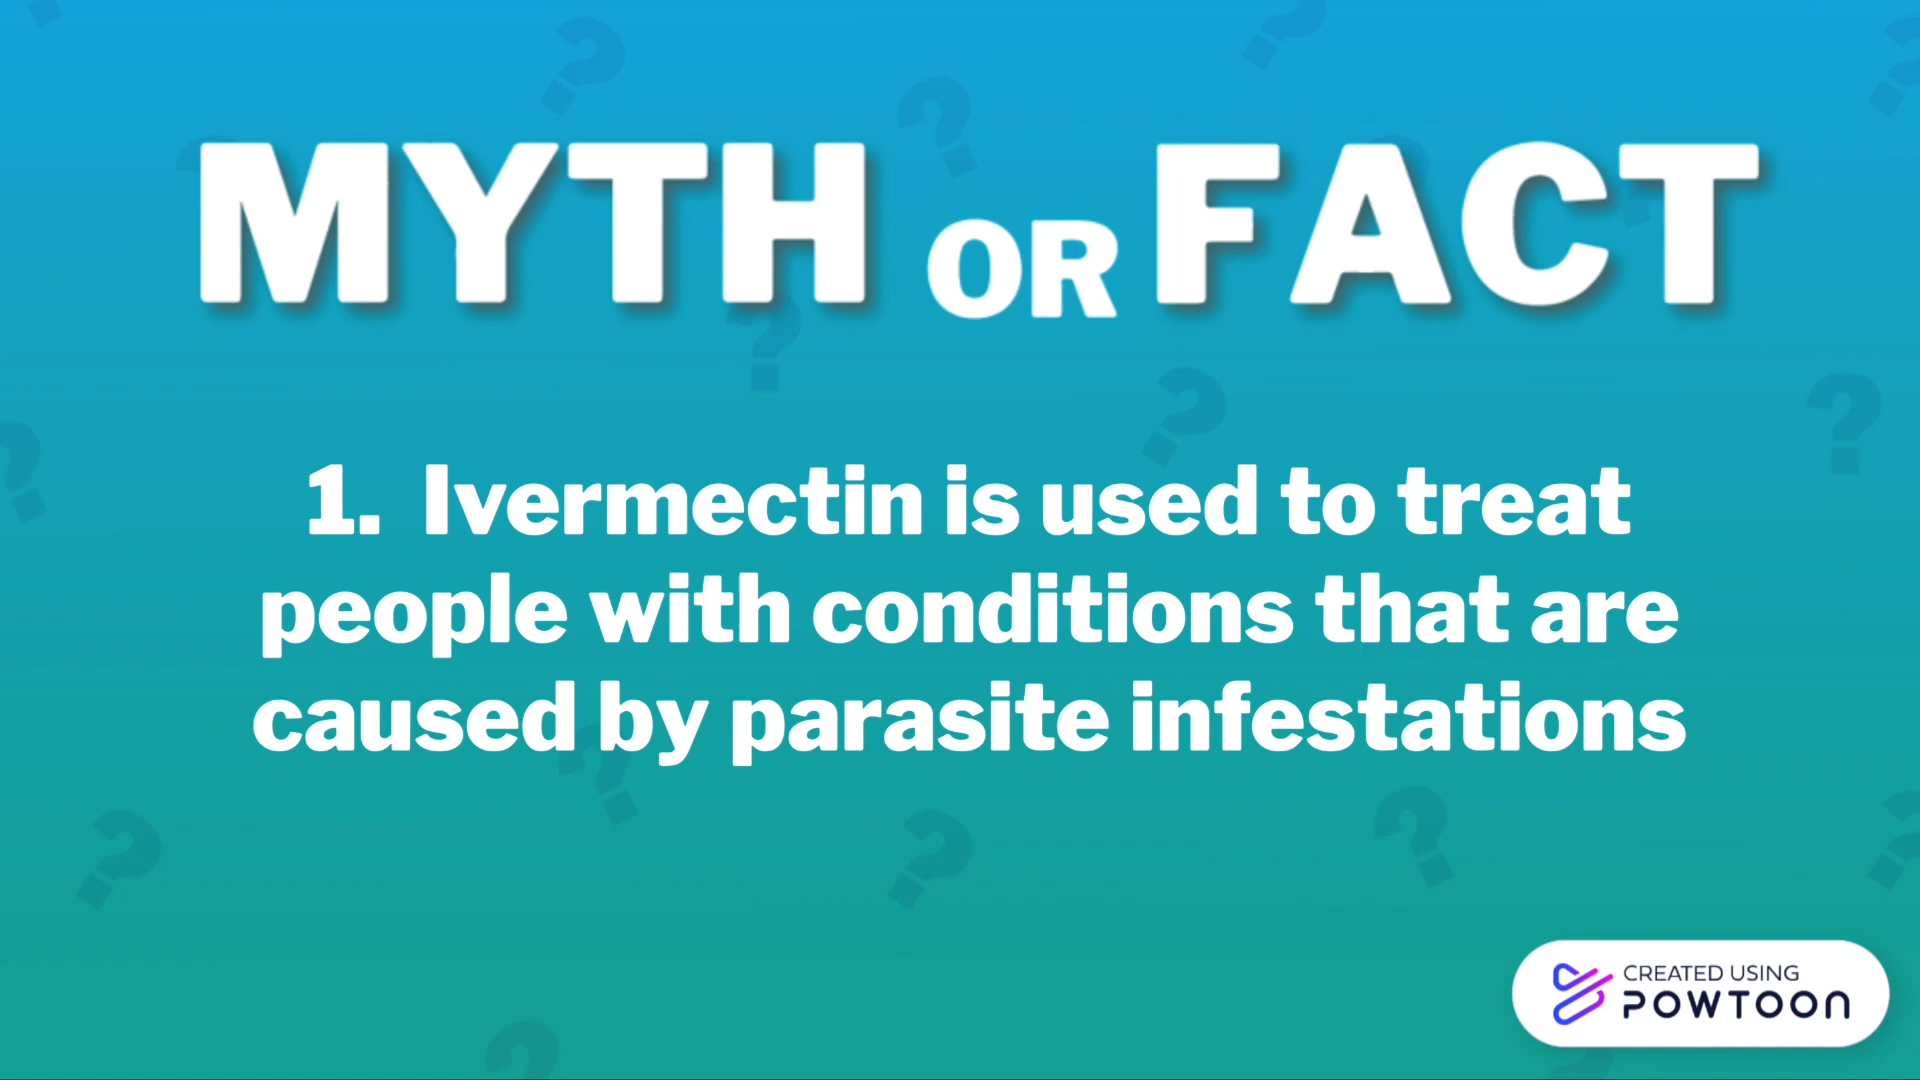 MYTH OR FACT
1. Ivermectin is used to treat
people with conditions that are
caused by parasite infestations
CREATED USING
POWTOON